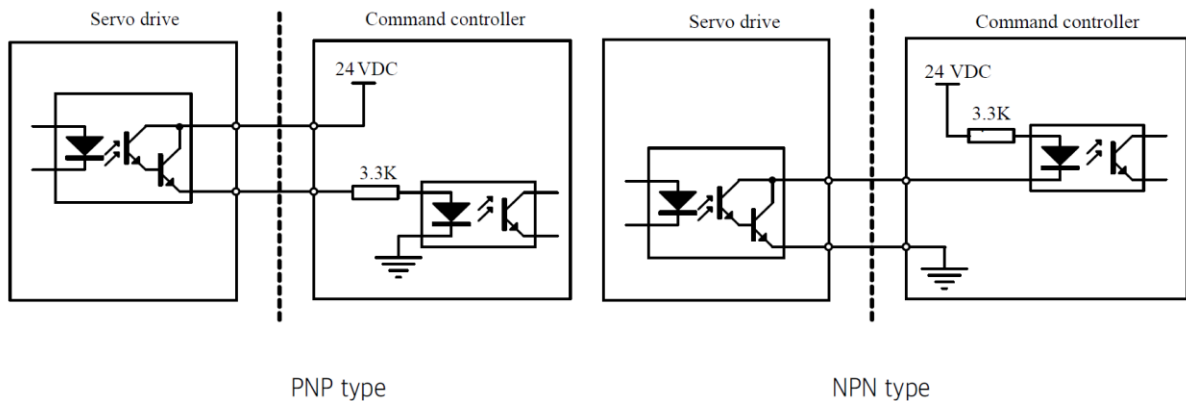 Servo drive
Command controller
24 VDC
3.3K
PNP type
Servo drive
Command controller
24 VDC
3.3K
NPN type